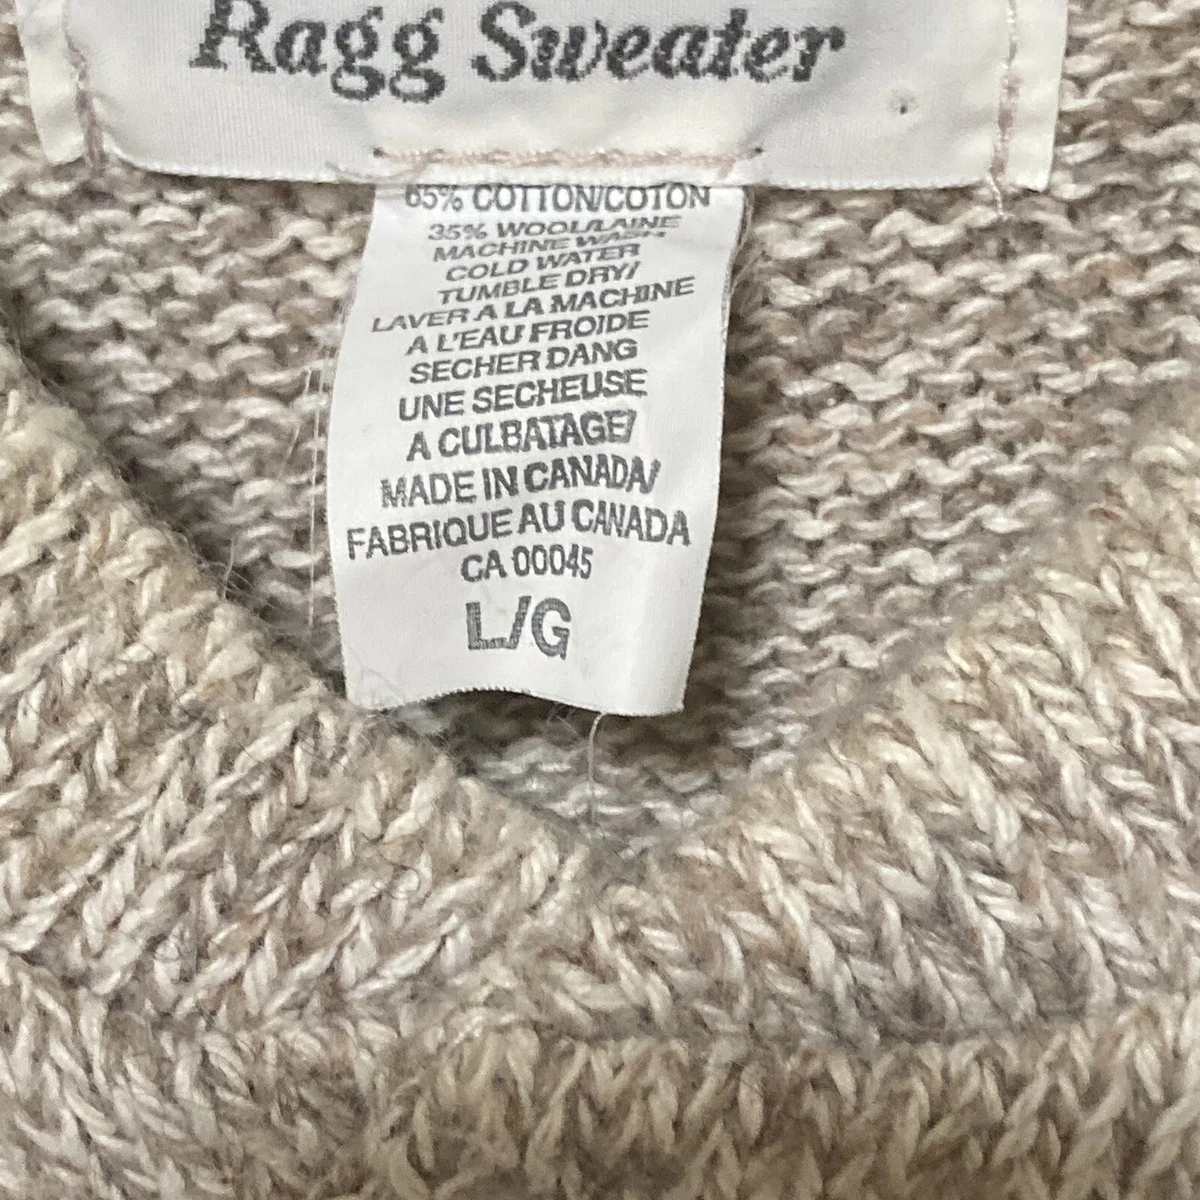 Ragg Sweater
65% COTTON/COTON
35% WOOL/LAINE
MACHINE WASH
COLD WATER
TUMBLE DRY/
LAVER A LA MACHINE
A L'EAU FROIDE
SECHER DANG
UNE SECHEUSE
A CULBATAGE/
MADE IN CANADA/
FABRIQUE AU CANADA
CA 00045
L/G